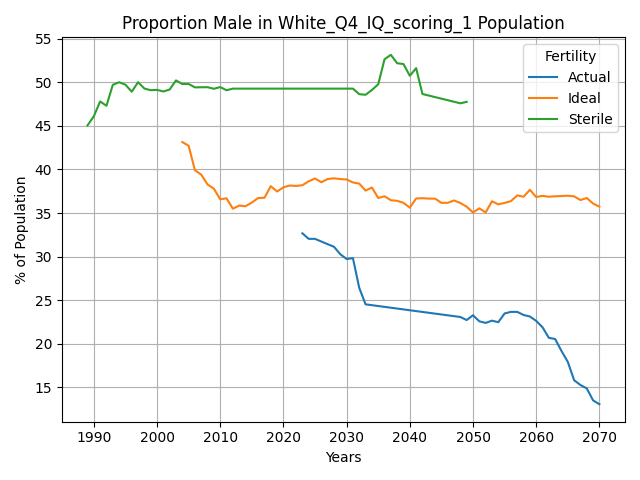 Proportion Male in White_Q4_IQ_scoring_1 Population
% of Population
55
50
45
40
35
30
25
20
15
Fertility
Actual
Ideal
Sterile
1990 2000 2010 2020 2030 2040 2050 2060 2070
Years